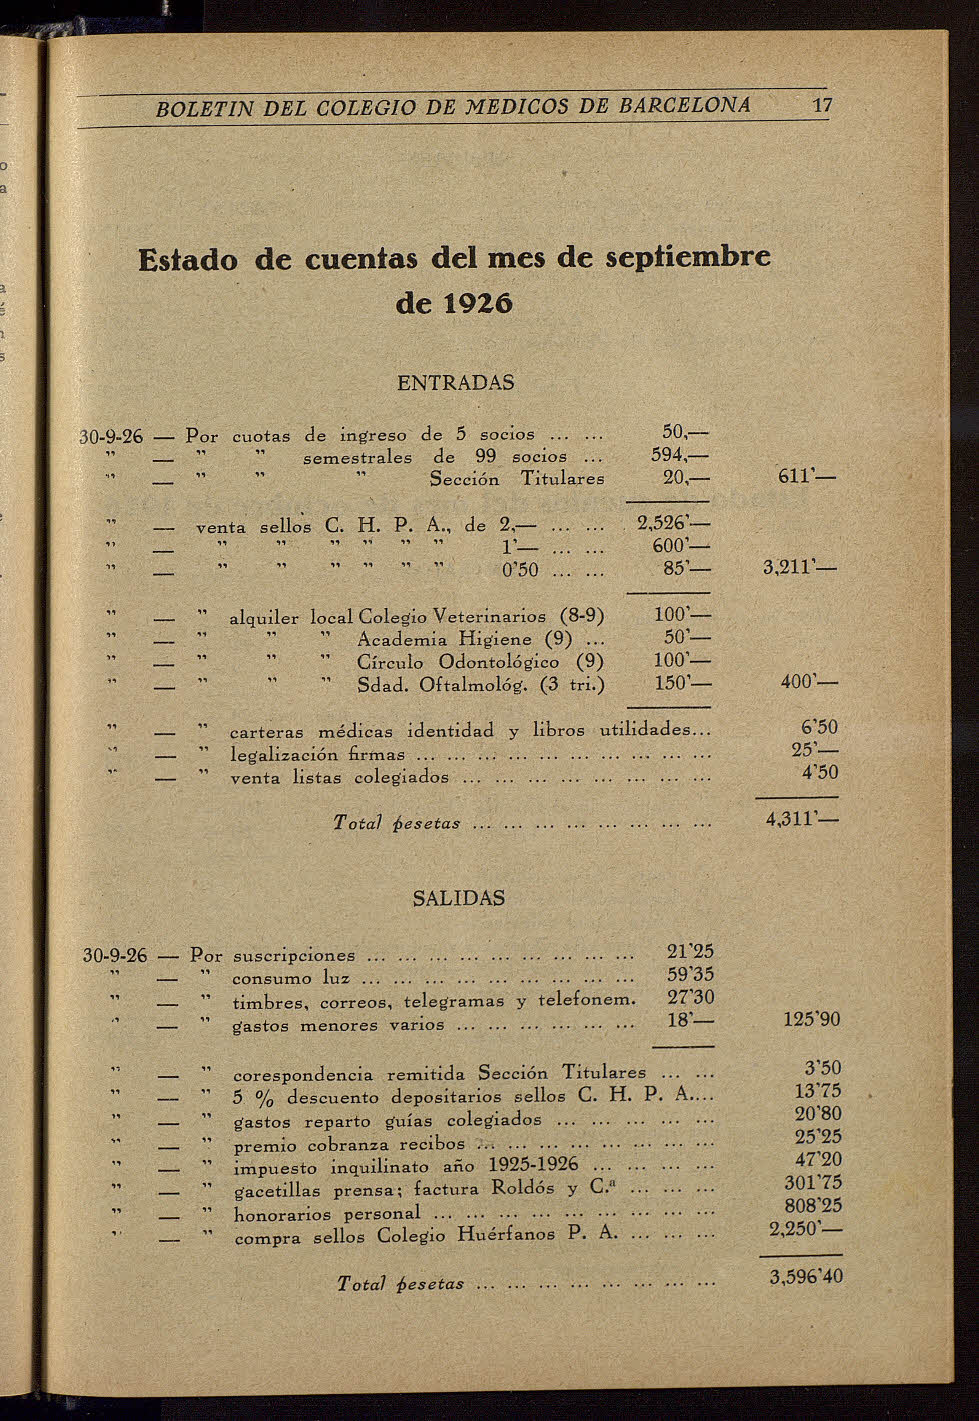 BOLETIN DEL COLEGIO DE MEDICOS DE BARCELONA 17
Estado de cuentas del mes de septiembre
de 1926
ENTRADAS
30-9-26 — Por cuotas de ingreso de 5 socios ... ... 50,—
" — " " semestrales de 99 socios ... 594,—
" — " " " Sección Titulares 20,— 611'—
" — venta sellos C. H. P. A., de 2,— ... ... 2,526'—
" — " " " " " " 1'— ... ... 600'—
" — " " " " " " 0'50 ... ... 85'— 3,211'—
" — " alquiler local Colegio Veterinarios (8-9) 100'—
" — " " " Academia Higiene (9) ... 50'—
" — " " " Círculo Odontológico (9) 100'—
" — " " " Sdad. Oftalmológ. (3 tri.) 150'— 400'—
" — " carteras médicas identidad y libros utilidades... 6'50
" — " legalización firmas ... ... ... ... ... ... ... ... ... ... 25'—
" — " venta listas colegiados ... ... ... ... ... ... ... ... 4'50
Total pesetas ... ... ... ... ... ... ... ... 4,311'—
SALIDAS
30-9-26 — Por suscripciones ... ... ... ... ... ... ... ... ... 21'25
" — " consumo luz ... ... ... ... ... ... ... ... ... 59'35
" — " timbres, correos, telegramas y telefonem. 27'30
" — " gastos menores varios ... ... ... ... ... ... 18'— 125'90
" — " corespondencia remitida Sección Titulares ... ... 3'50
" — " 5 % descuento depositarios sellos C. H. P. A.... 13'75
" — " gastos reparto guías colegiados ... ... ... ... ... 20'80
" — " premio cobranza recibos ... ... ... ... ... ... ... ... 25'25
" — " impuesto inquilinato año 1925-1926 ... ... ... ... 47'20
" — " gacetillas prensa; factura Roldós y C.ª ... ... ... 301'75
" — " honorarios personal ... ... ... ... ... ... ... ... ... 808'25
" — " compra sellos Colegio Huérfanos P. A. ... ... ... 2,250'—
Total pesetas ... ... ... ... ... ... ... ... 3,596'40